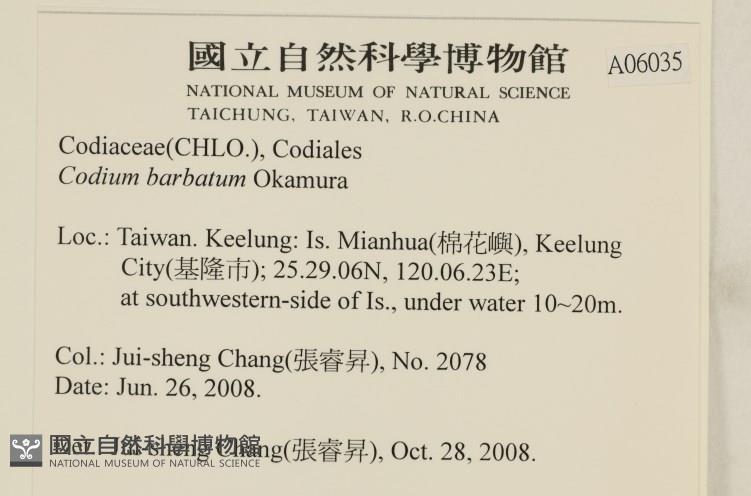 國立自然科學博物館
A06035
NATIONAL MUSEUM OF NATURAL SCIENCE
TAICHUNG, TAIWAN, R.O.CHINA
Codiaceae(CHLO.), Codiales
Codium barbatum Okamura
Loc.: Taiwan. Keelung: Is. Mianhua(棉花嶼), Keelung
City(基隆市); 25.29.06N, 120.06.23E;
at southwestern-side of Is., under water 10~20m.
Col.: Jui-sheng Chang(張睿昇), No. 2078
Date: Jun. 26, 2008.
Jui-sheng Chang(張睿昇), Oct. 28, 2008.
國立自然科學博物館
NATIONAL MUSEUM OF NATURAL SCIENCE